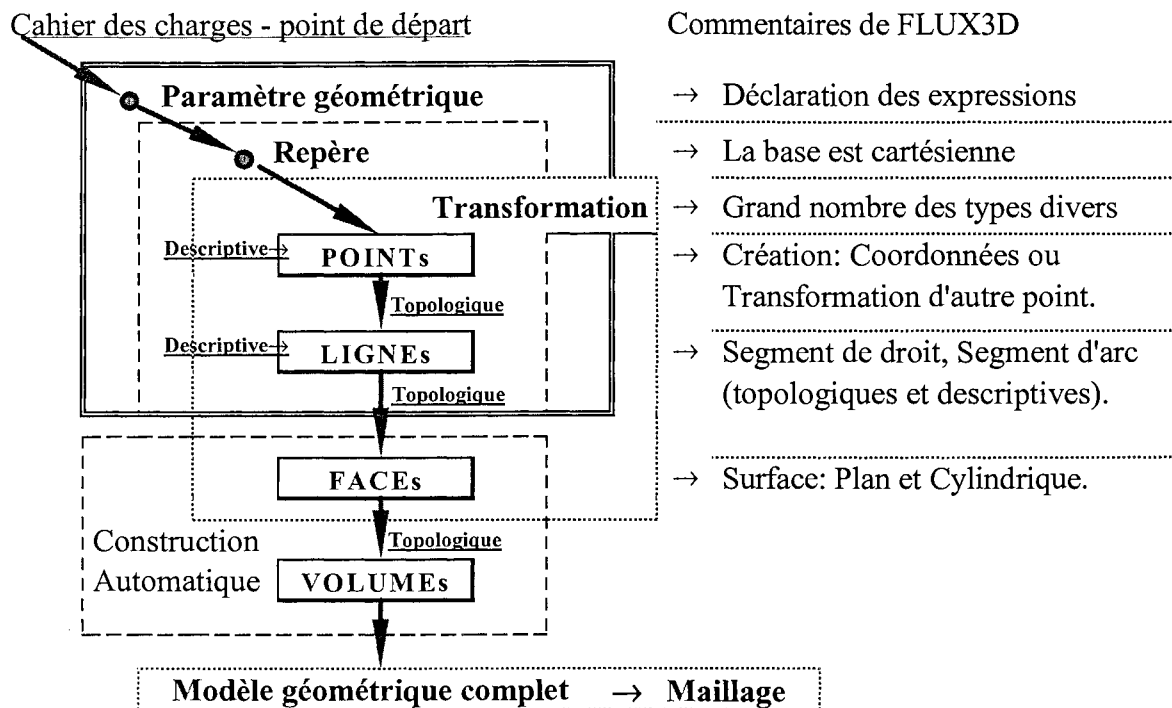 Cahier des charges - point de départ
Commentaires de FLUX3D
Paramètre géométrique
→ Déclaration des expressions
Repère
→ La base est cartésienne
Transformation
→ Grand nombre des types divers
Descriptive→
POINTs
→ Création: Coordonnées ou
Transformation d'autre point.
Topologique
Descriptive→
LIGNEs
→ Segment de droit, Segment d'arc
(topologiques et descriptives).
Topologique
FACEs
→ Surface: Plan et Cylindrique.
Topologique
Construction
Automatique
VOLUMEs
Modèle géométrique complet → Maillage